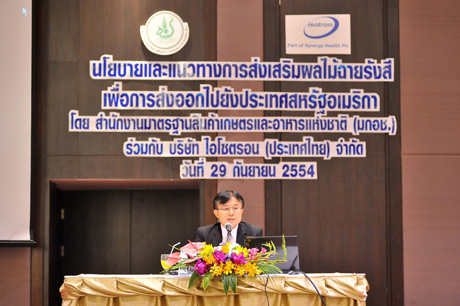 isotron
Part of Synergy Health Plc
นโยบายและแนวทางการส่งเสริมผลไม้ฉายรังสี
เพื่อการส่งออกไปยังประเทศสหรัฐอเมริกา
โดย สำนักงานมาตรฐานสินค้าเกษตรและอาหารแห่งชาติ (มกอช.)
ร่วมกับ บริษัท ไอโซตรอน (ประเทศไทย) จำกัด
วันที่ 29 กันยายน 2554